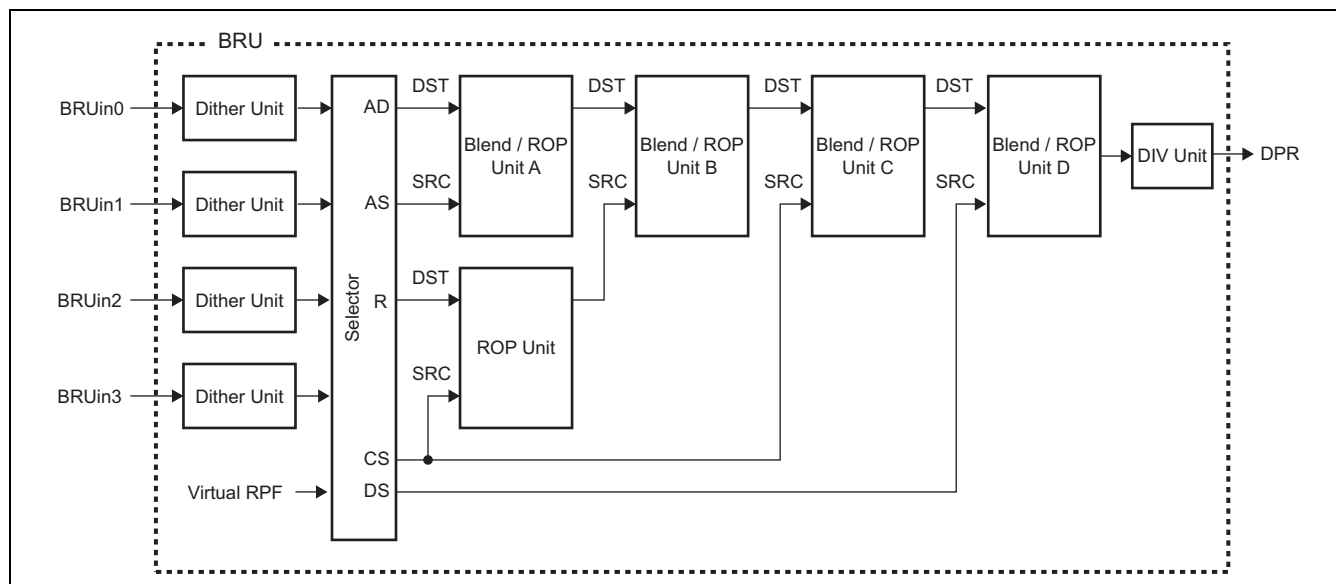 BRU
BRUin0
Dither Unit
BRUin1
Dither Unit
BRUin2
Dither Unit
BRUin3
Dither Unit
Virtual RPF
Selector
AD
AS
R
CS
DS
DST
SRC
Blend / ROP
Unit A
DST
SRC
ROP Unit
DST
SRC
Blend / ROP
Unit B
DST
SRC
Blend / ROP
Unit C
DST
SRC
Blend / ROP
Unit D
DIV Unit
DPR